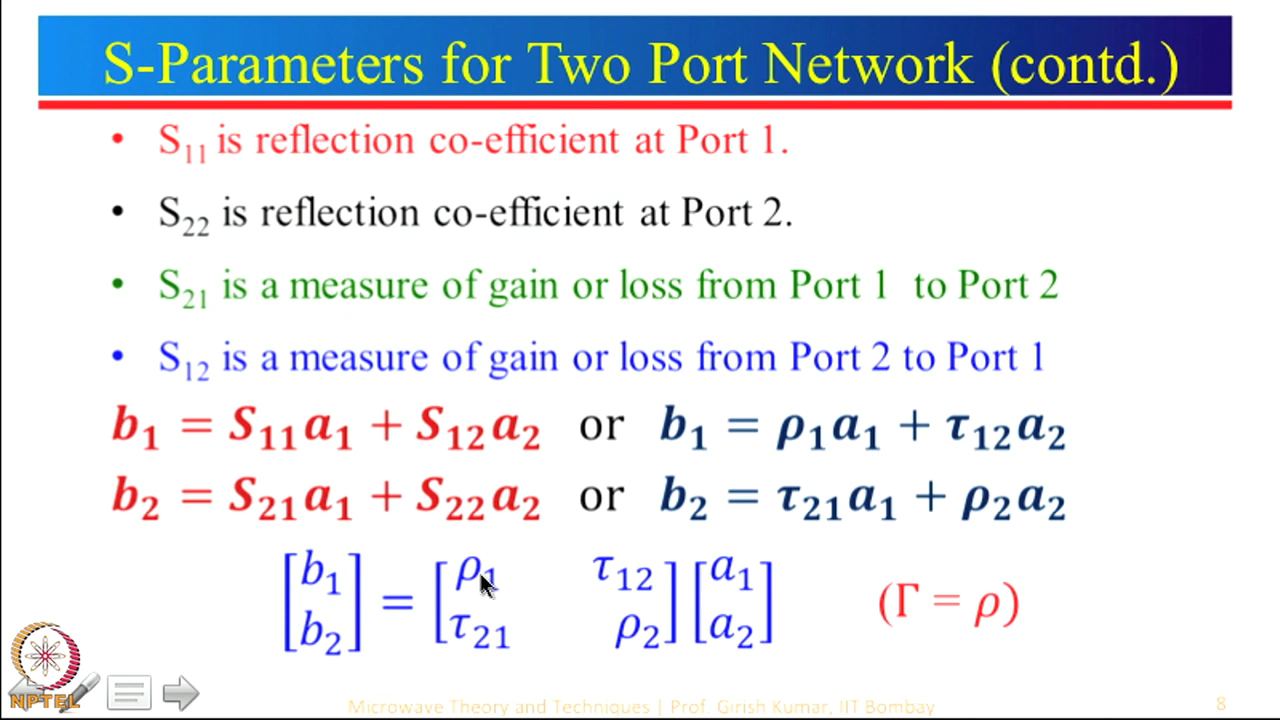 S-Parameters for Two Port Network (contd.)
• S₁₁ is reflection co-efficient at Port 1.
• S₂₂ is reflection co-efficient at Port 2.
• S₂₁ is a measure of gain or loss from Port 1 to Port 2
• S₁₂ is a measure of gain or loss from Port 2 to Port 1
b₁ = S₁₁a₁ + S₁₂a₂ or b₁ = ρ₁a₁ + τ₁₂a₂
b₂ = S₂₁a₁ + S₂₂a₂ or b₂ = τ₂₁a₁ + ρ₂a₂
[b₁ b₂] = [ρ₁ τ₁₂ τ₂₁ ρ₂] [a₁ a₂] (Γ = ρ)
NPTEL
Microwave Theory and Techniques | Prof. Girish Kumar, IIT Bombay
8